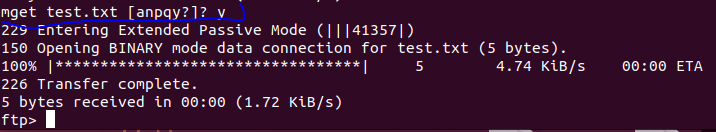 mget test.txt [anpqy?]? y
229 Entering Extended Passive Mode (|||41357|)
150 Opening BINARY mode data connection for test.txt (5 bytes).
100% |***********************************| 5 4.74 KiB/s 00:00 ETA
226 Transfer complete.
5 bytes received in 00:00 (1.72 KiB/s)
ftp>